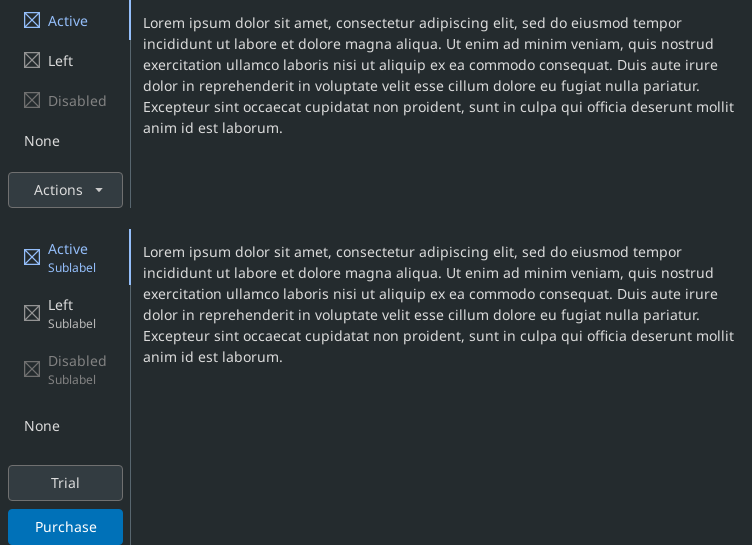 Active
Left
Disabled
None
Actions
Lorem ipsum dolor sit amet, consectetur adipiscing elit, sed do eiusmod tempor
incididunt ut labore et dolore magna aliqua. Ut enim ad minim veniam, quis nostrud
exercitation ullamco laboris nisi ut aliquip ex ea commodo consequat. Duis aute irure
dolor in reprehenderit in voluptate velit esse cillum dolore eu fugiat nulla pariatur.
Excepteur sint occaecat cupidatat non proident, sunt in culpa qui officia deserunt mollit
anim id est laborum.
Active
Sublabel
Left
Sublabel
Disabled
Sublabel
None
Trial
Purchase
Lorem ipsum dolor sit amet, consectetur adipiscing elit, sed do eiusmod tempor
incididunt ut labore et dolore magna aliqua. Ut enim ad minim veniam, quis nostrud
exercitation ullamco laboris nisi ut aliquip ex ea commodo consequat. Duis aute irure
dolor in reprehenderit in voluptate velit esse cillum dolore eu fugiat nulla pariatur.
Excepteur sint occaecat cupidatat non proident, sunt in culpa qui officia deserunt mollit
anim id est laborum.